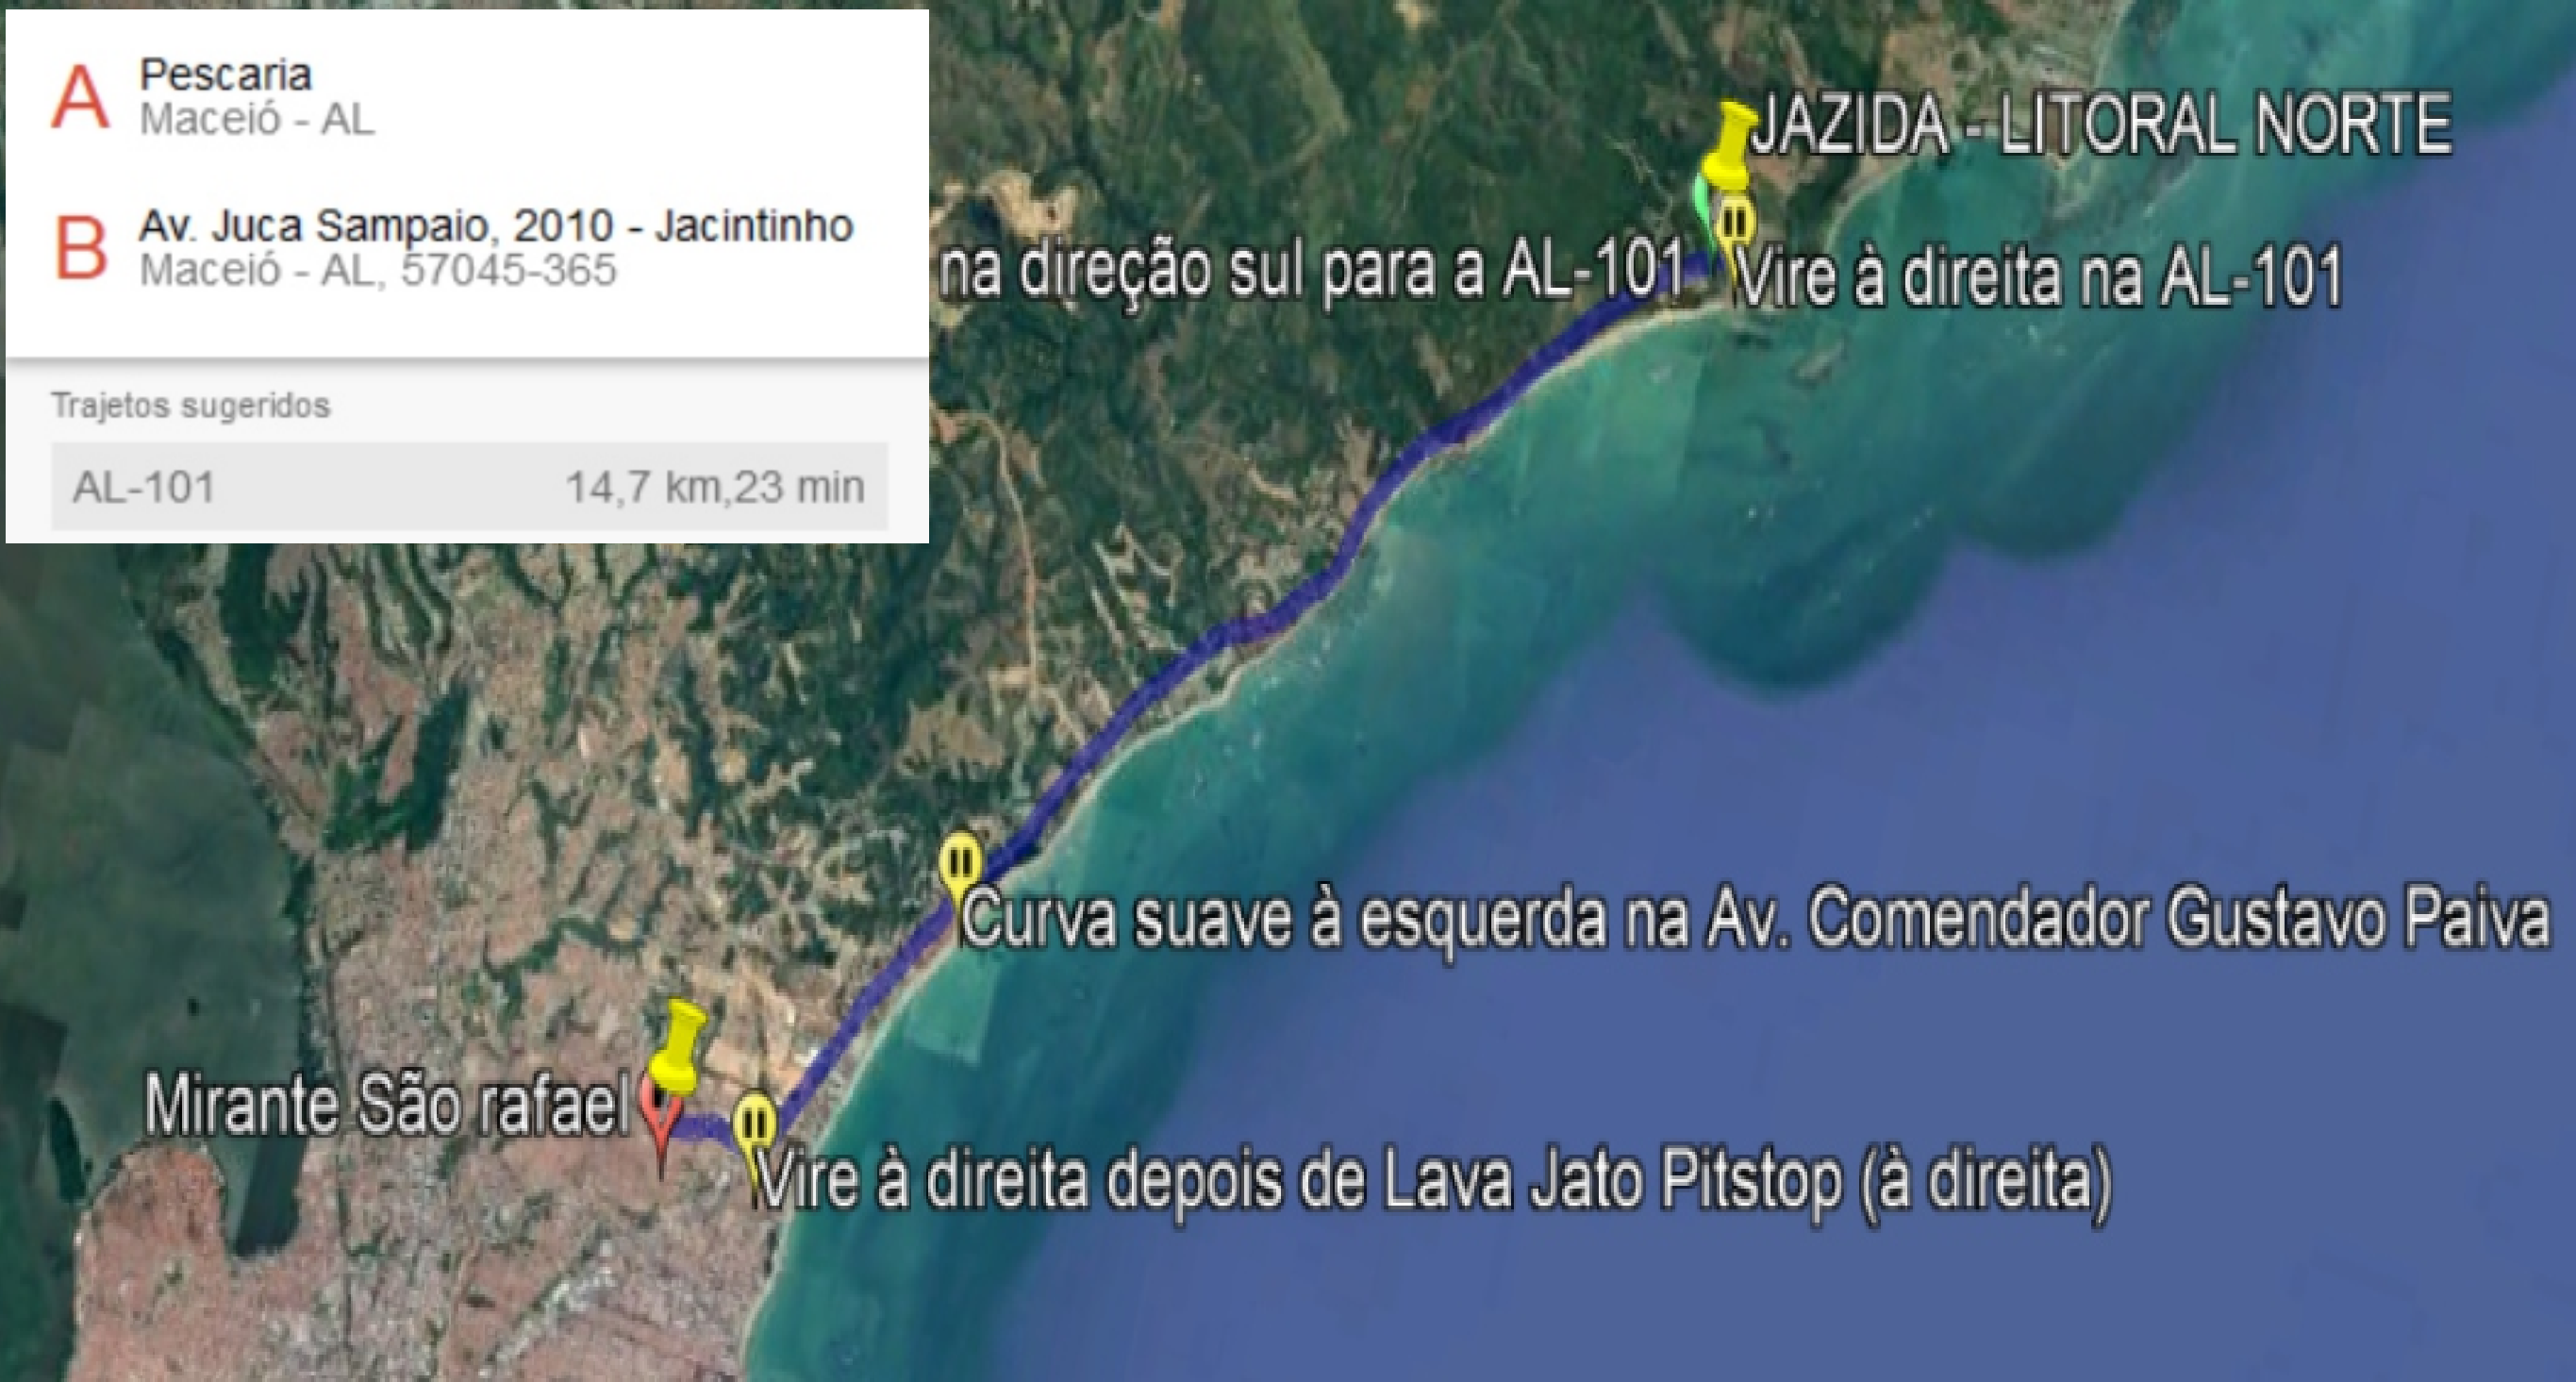 A
Pescaria
Maceió - AL
B
Av. Juca Sampaio, 2010 - Jacintinho
Maceió - AL, 57045-365
Trajetos sugeridos
AL-101 14,7 km,23 min
JAZIDA - LITORAL NORTE
na direção sul para a AL-101
Vire à direita na AL-101
Curva suave à esquerda na Av. Comendador Gustavo Paiva
Mirante São rafael
Vire à direita depois de Lava Jato Pitstop (à direita)